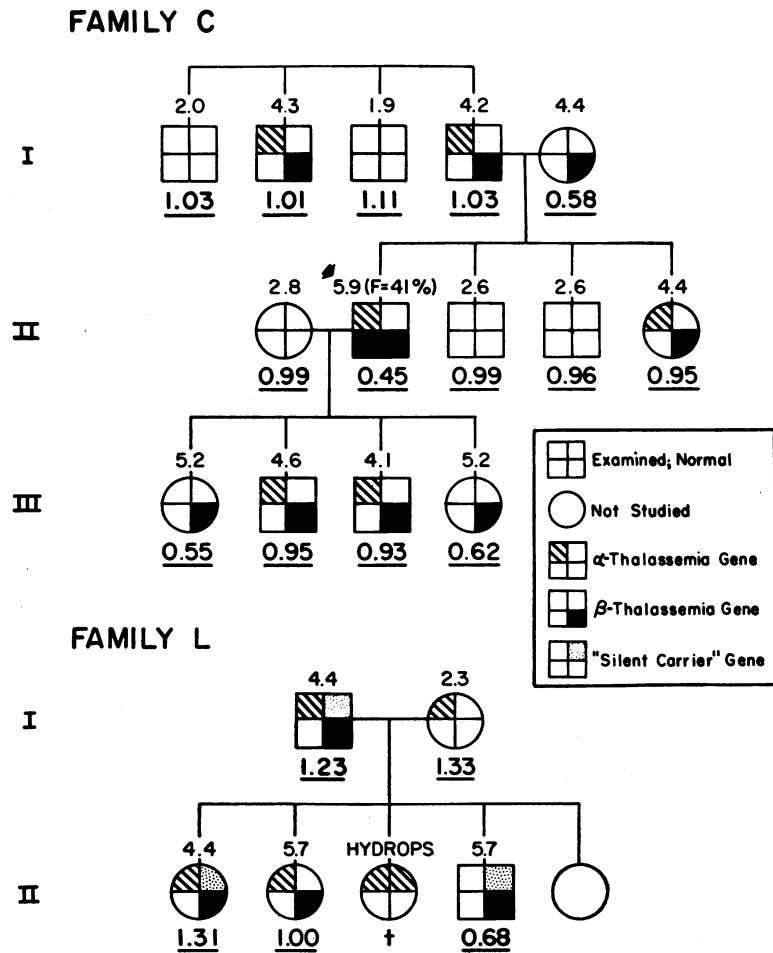 FAMILY C
2.0 4.3 1.9 4.2 4.4
I
1.03 1.01 1.11 1.03 0.58
2.8 5.9 (F=41%) 2.6 2.6 4.4
II
0.99 0.45 0.99 0.96 0.95
5.2 4.6 4.1 5.2
III
0.55 0.95 0.93 0.62
Examined; Normal
Not Studied
α-Thalassemia Gene
β-Thalassemia Gene
"Silent Carrier" Gene
FAMILY L
4.4 2.3
I
1.23 1.33
4.4 5.7 HYDROPS 5.7
II
1.31 1.00 † 0.68